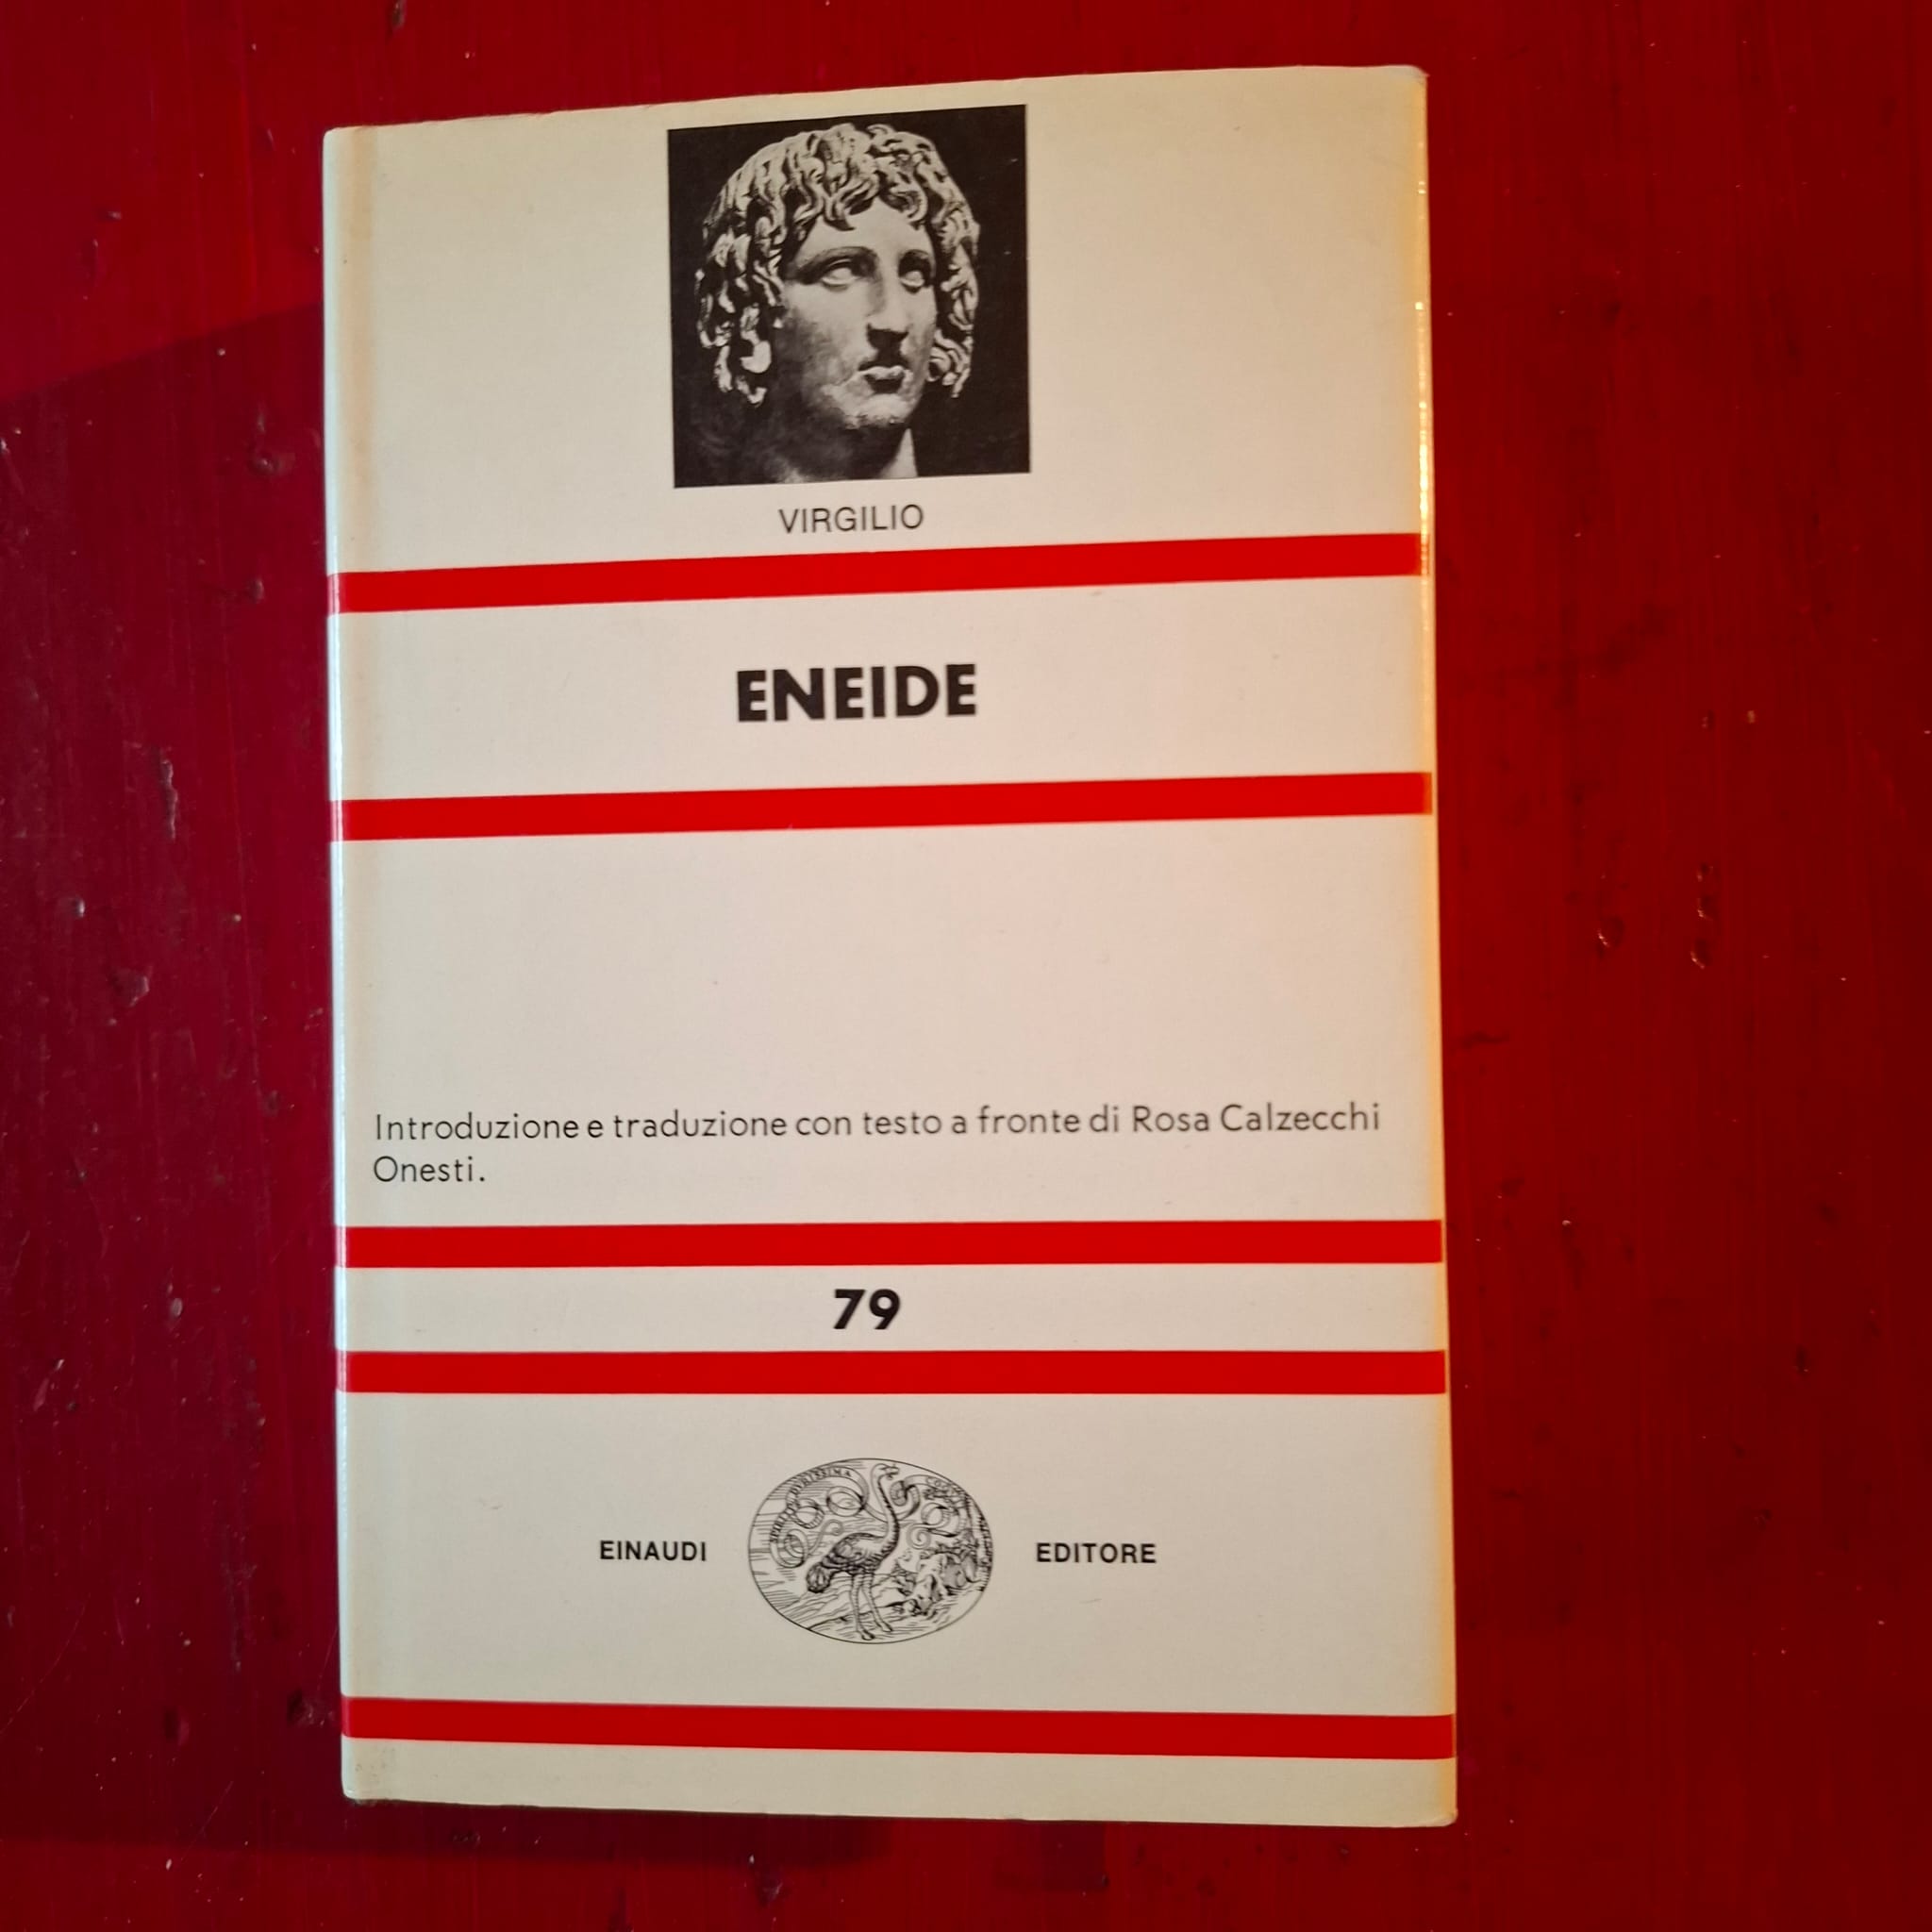 VIRGILIO
ENEIDE
Introduzione e traduzione con testo a fronte di Rosa Calzecchi
Onesti.
79
EINAUDI
EDITORE